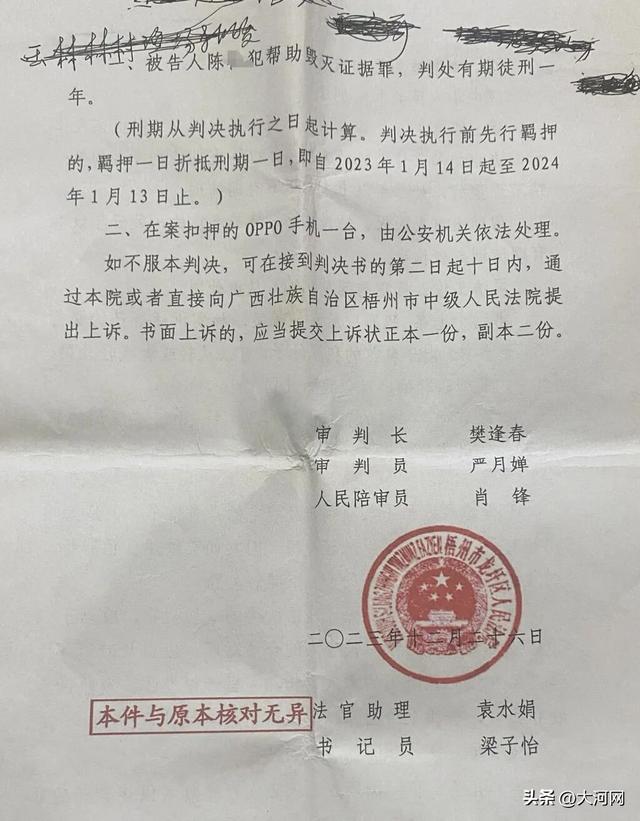 一、被告人陈 犯帮助毁灭证据罪，判处有期徒刑一
年。
（刑期从判决执行之日起计算。判决执行前先行羁押
的，羁押一日折抵刑期一日，即自2023年1月14日起至2024
年1月13日止。）
二、在案扣押的OPPO手机一台，由公安机关依法处理。
如不服本判决，可在接到判决书的第二日起十日内，通
过本院或者直接向广西壮族自治区梧州市中级人民法院提
出上诉。书面上诉的，应当提交上诉状正本一份，副本二份。
审判长 樊逢春
审判员 严月婵
人民陪审员 肖锋
梧州市龙圩区人民法院
二〇二三年十二月二十六日
本件与原本核对无异
法官助理 袁水娟
书记员 梁子怡
头条@大河网